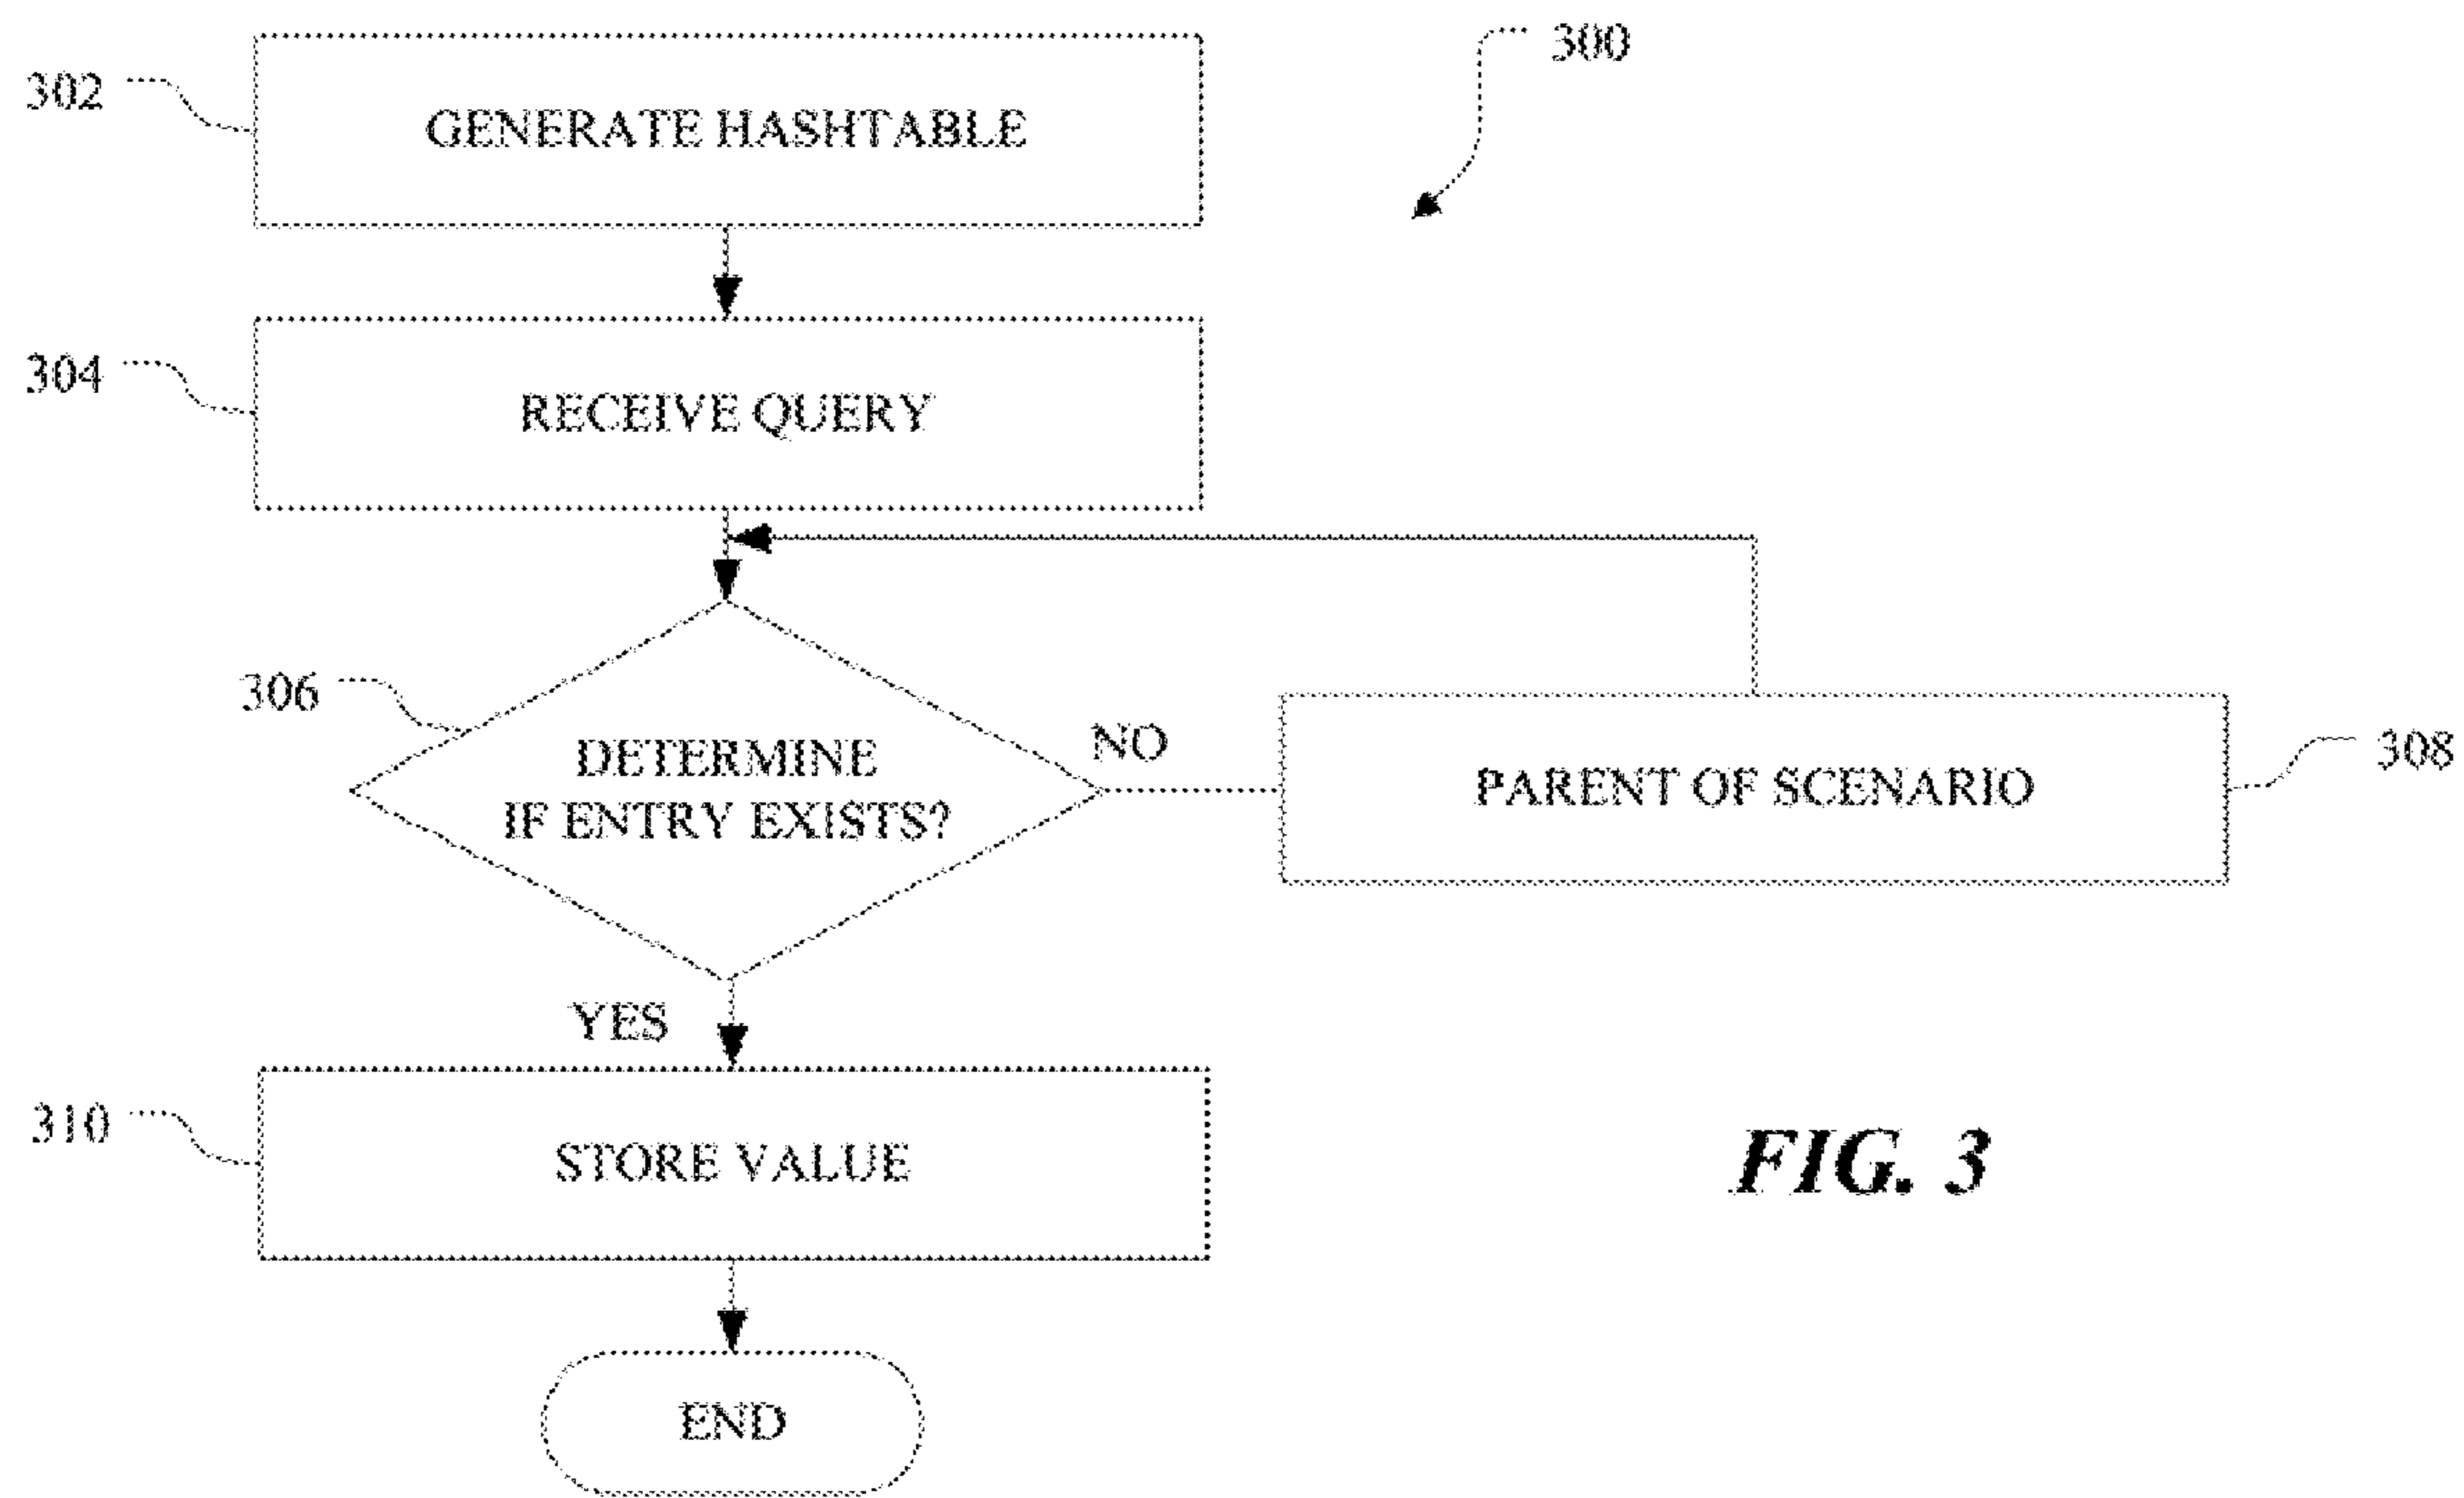 300
302
GENERATE HASHTABLE
304
RECEIVE QUERY
306
DETERMINE
IF ENTRY EXISTS?
NO
PARENT OF SCENARIO
308
YES
310
STORE VALUE
FIG. 3
END